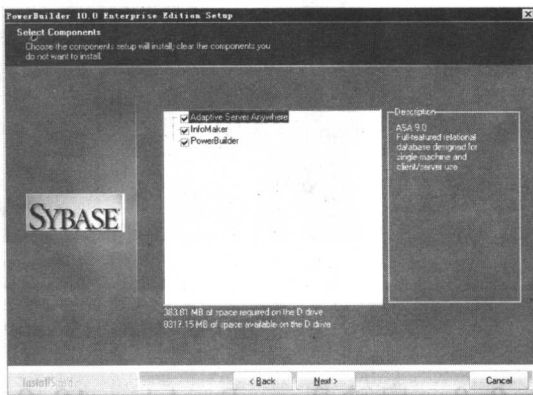 PowerBuilder 10.0 Enterprise Edition Setup
Select Components
Choose the components setup will install; clear the components you
do not want to install.
Adaptive Server Anywhere
InfoMaker
PowerBuilder
Description
ASA 9.0
Full-featured relational
database designed for
single-machine and
client/server use
SYBASE
383.81 MB of space required on the D drive
8317.15 MB of space available on the D drive
InstallShield
< Back
Next >
Cancel